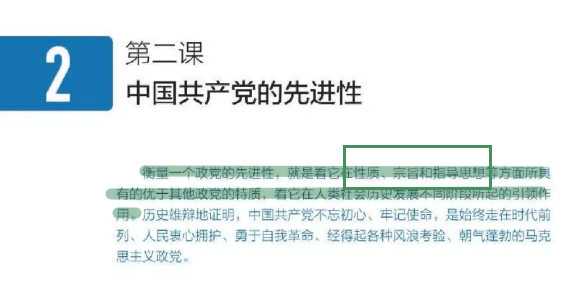 2
第二课
中国共产党的先进性
衡量一个政党的先进性，就是看它在性质、宗旨和指导思想等方面所具
有的优于其他政党的特质，看它在人类社会历史发展不同阶段所起的引领作
用。历史雄辩地证明，中国共产党不忘初心、牢记使命，是始终走在时代前
列、人民衷心拥护、勇于自我革命、经得起各种风浪考验、朝气蓬勃的马克
思主义政党。